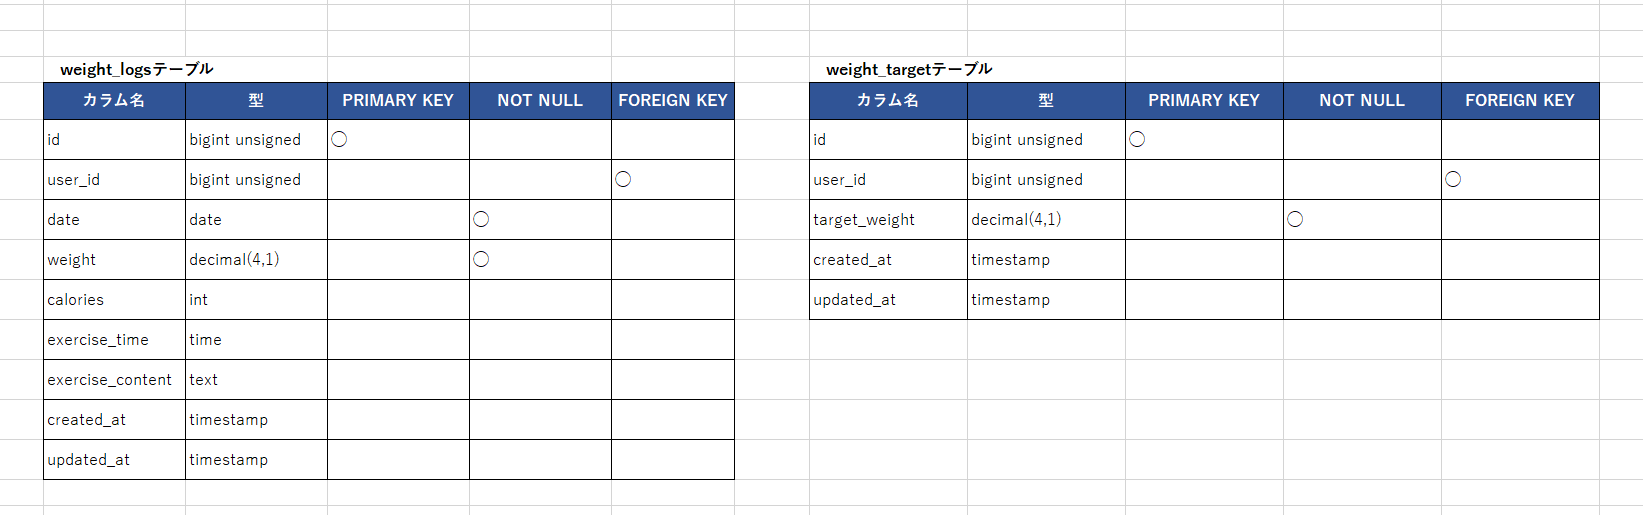 weight_logsテーブル
カラム名 型 PRIMARY KEY NOT NULL FOREIGN KEY
id bigint unsigned ○
user_id bigint unsigned ○
date date ○
weight decimal(4,1) ○
calories int
exercise_time time
exercise_content text
created_at timestamp
updated_at timestamp
weight_targetテーブル
カラム名 型 PRIMARY KEY NOT NULL FOREIGN KEY
id bigint unsigned ○
user_id bigint unsigned ○
target_weight decimal(4,1) ○
created_at timestamp
updated_at timestamp